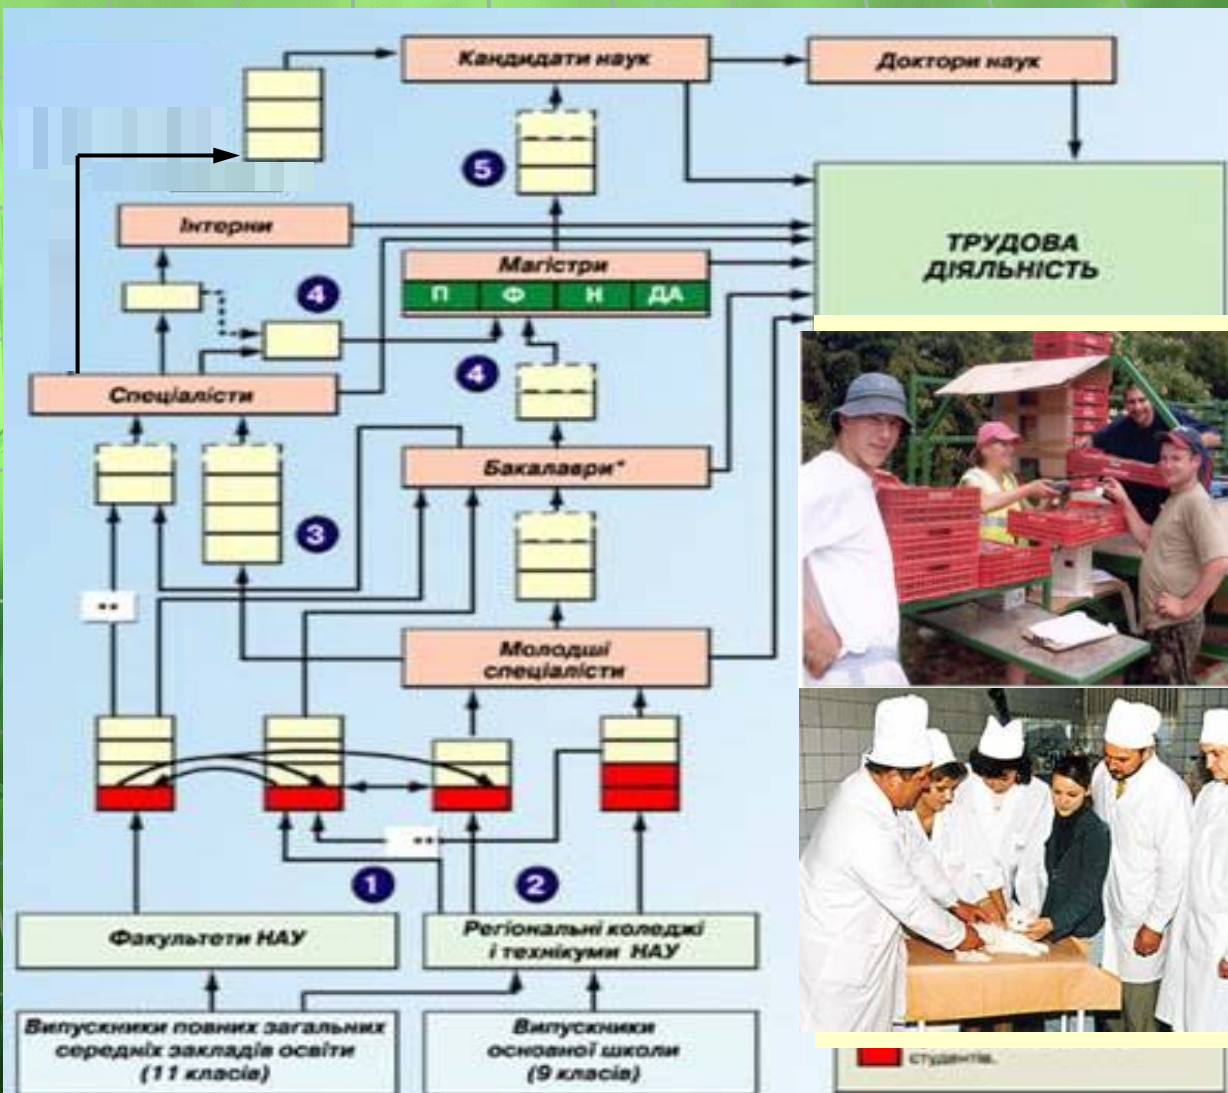 Кандидати наук
Доктори наук
5
Інтерни
ТРУДОВА
ДІЯЛЬНІСТЬ
Магістри
П Ф Н ДА
4
4
Спеціалісти
Бакалаври*
3
**
Молодші
спеціалісти
**
1
2
Факультети НАУ
Регіональні коледжі
і технікуми НАУ
Випускники повних загальних
середніх закладів освіти
(11 класів)
Випускники
основної школи
(9 класів)
студентів.